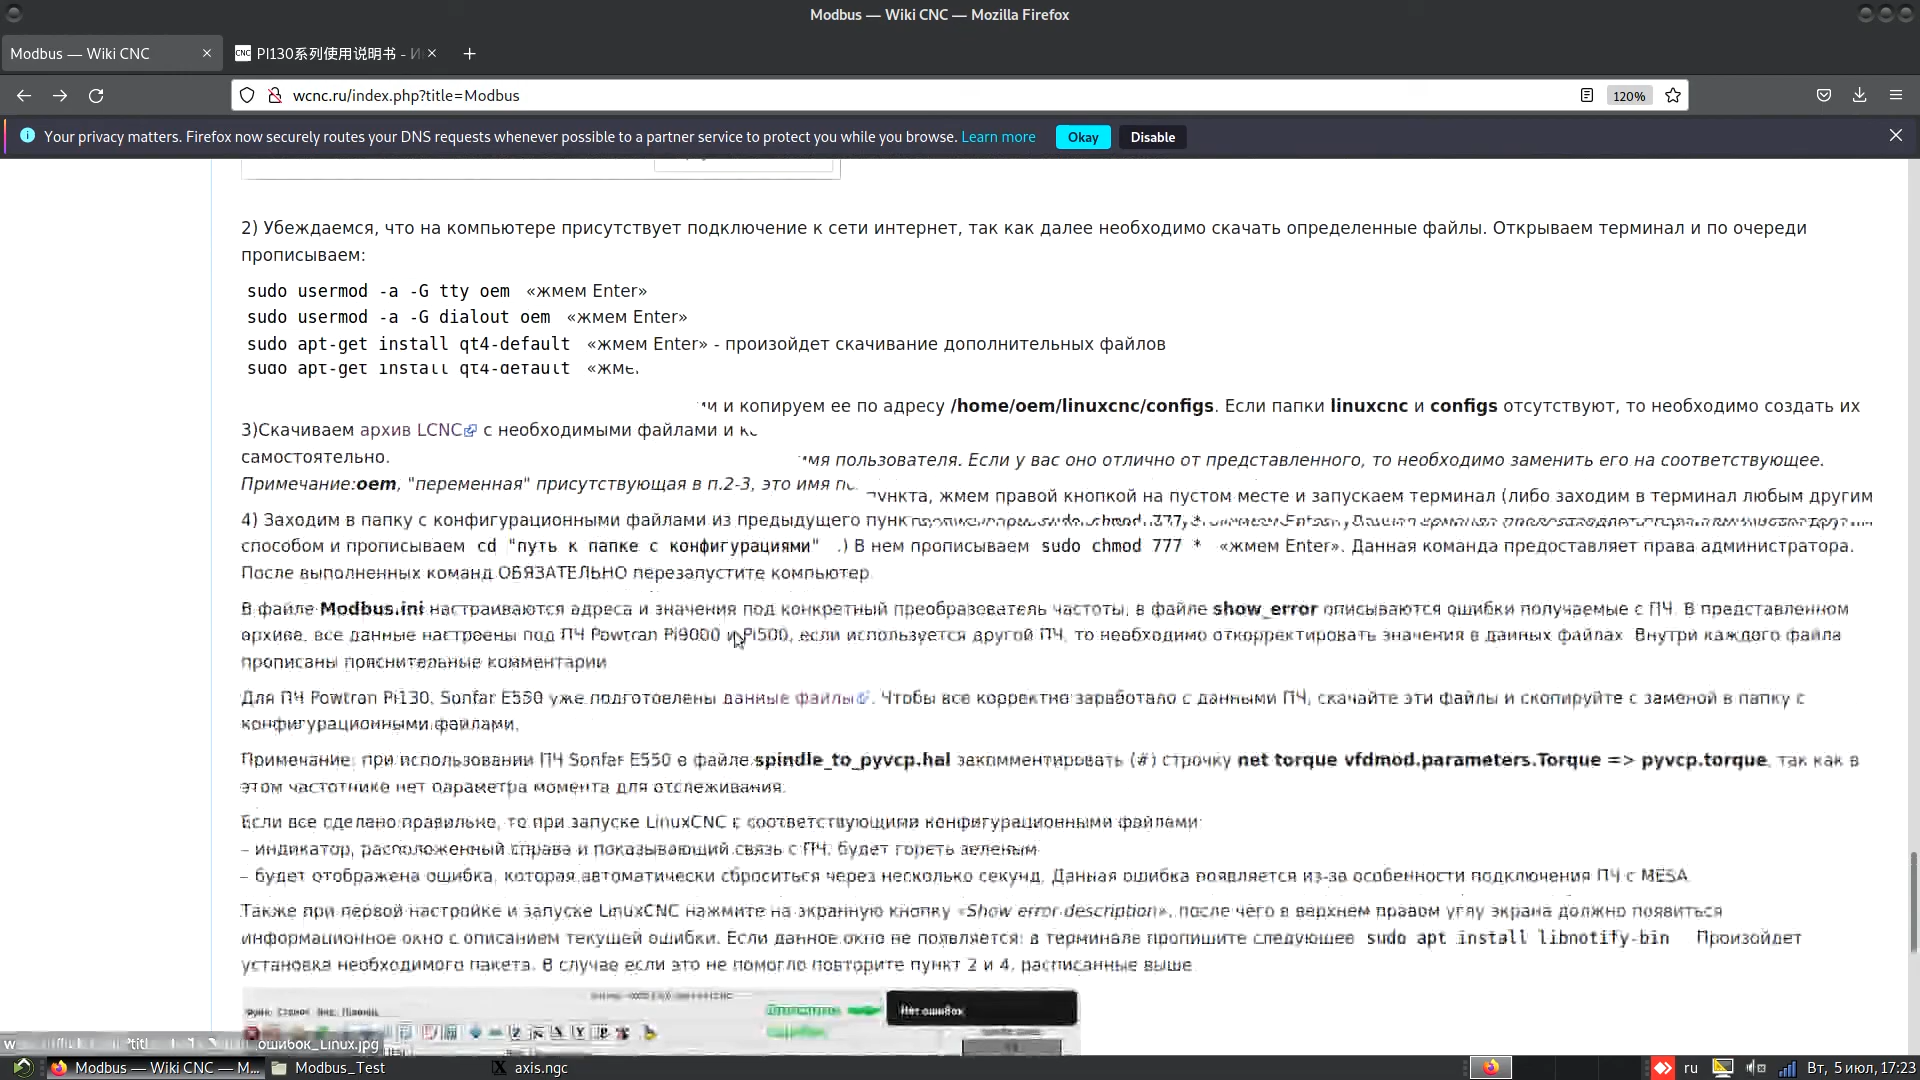 Modbus — Wiki CNC — Mozilla Firefox
Modbus — Wiki CNC
CNC PI130系列使用说明书 - И
wcnc.ru/index.php?title=Modbus
120%
Your privacy matters. Firefox now securely routes your DNS requests whenever possible to a partner service to protect you while you browse. Learn more
Okay
Disable
2) Убеждаемся, что на компьютере присутствует подключение к сети интернет, так как далее необходимо скачать определенные файлы. Открываем терминал и по очереди
прописываем:
sudo usermod -a -G tty oem «жмем Enter»
sudo usermod -a -G dialout oem «жмем Enter»
sudo apt-get install qt4-default «жмем Enter» - произойдет скачивание дополнительных файлов
sudo apt-get install qt4-default «жме
и копируем ее по адресу /home/oem/linuxcnc/configs. Если папки linuxcnc и configs отсутствуют, то необходимо создать их
3)Скачиваем архив LCNC с необходимыми файлами и
самостоятельно.
имя пользователя. Если у вас оно отлично от представленного, то необходимо заменить его на соответствующее.
Примечание:oem, "переменная" присутствующая в п.2-3, это имя
пункта, жмем правой кнопкой на пустом месте и запускаем терминал (либо заходим в терминал любым другим
4) Заходим в папку с конфигурационными файлами из предыдущего
способом и прописываем cd "путь к папке с конфигурациями" .) В нем прописываем sudo chmod 777 * «жмем Enter». Данная команда предоставляет права администратора.
После выполненных команд ОБЯЗАТЕЛЬНО перезапустите компьютер
В файле Modbus.ini настраиваются адреса и значения под конкретный преобразователь частоты, в файле show_error описываются ошибки получаемые с ПЧ. В представленном
архиве, все данные настроены под ПЧ Powtran Pi9000 и Pi500, если используется другой ПЧ, то необходимо откорректировать значения в данных файлах. Внутри каждого файла
прописаны пояснительные комментарии
Для ПЧ Powtran Pi130, Sonfar E550 уже подготовлены данные файлы. Чтобы все корректно заработало с данными ПЧ, скачайте эти файлы и скопируйте с заменой в папку с
конфигурационными файлами.
Примечание: при использовании ПЧ Sonfar E550 в файле spindle_to_pyvcp.hal закомментировать (#) строчку net torque vfdmod.parameters.Torque => pyvcp.torque, так как в
этом частотнике нет параметра момента для отслеживания.
Если все сделано правильно, то при запуске LinuxCNC с соответствующими конфигурационными файлами:
– индикатор, расположенный справа и показывающий связь с ПЧ, будет гореть зеленым
– будет отображена ошибка, которая автоматически сброситься через несколько секунд. Данная ошибка появляется из-за особенности подключения ПЧ с MESA.
Также при первой настройке и запуске LinuxCNC нажмите на экранную кнопку «Show error description», после чего в верхнем правом углу экрана должно появиться
информационное окно с описанием текущей ошибки. Если данное окно не появляется: в терминале пропишите следующее sudo apt install libnotify-bin Произойдет
установка необходимого пакета. В случае если это не помогло повторите пункт 2 и 4, расписанные выше
Нет ошибок
ошибок_Linux.jpg
Modbus — Wiki CNC — M...
Modbus_Test
axis.ngc
ru
Вт, 5 июл, 17:23